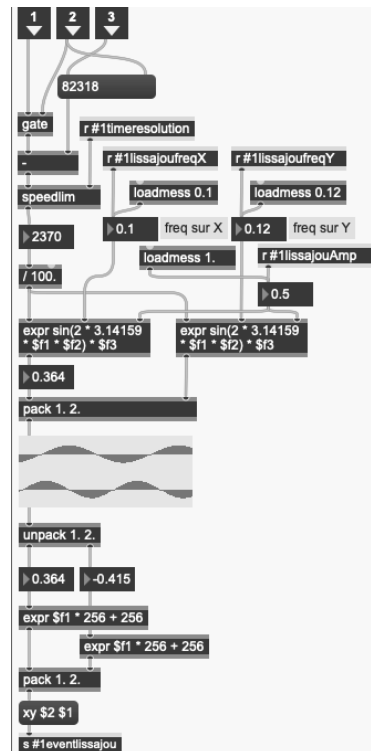 1 2 3
82318
gate
r #1timeresolution
-
r #1lissajoufreqX
r #1lissajoufreqY
speedlim
loadmess 0.1
loadmess 0.12
2370
0.1
freq sur X
0.12
freq sur Y
loadmess 1.
r #1lissajouAmp
/ 100.
0.5
expr sin(2 * 3.14159
* $f1 * $f2) * $f3
expr sin(2 * 3.14159
* $f1 * $f2) * $f3
0.364
pack 1. 2.
unpack 1. 2.
0.364
-0.415
expr $f1 * 256 + 256
expr $f1 * 256 + 256
pack 1. 2.
xy $2 $1
s #1eventlissajou